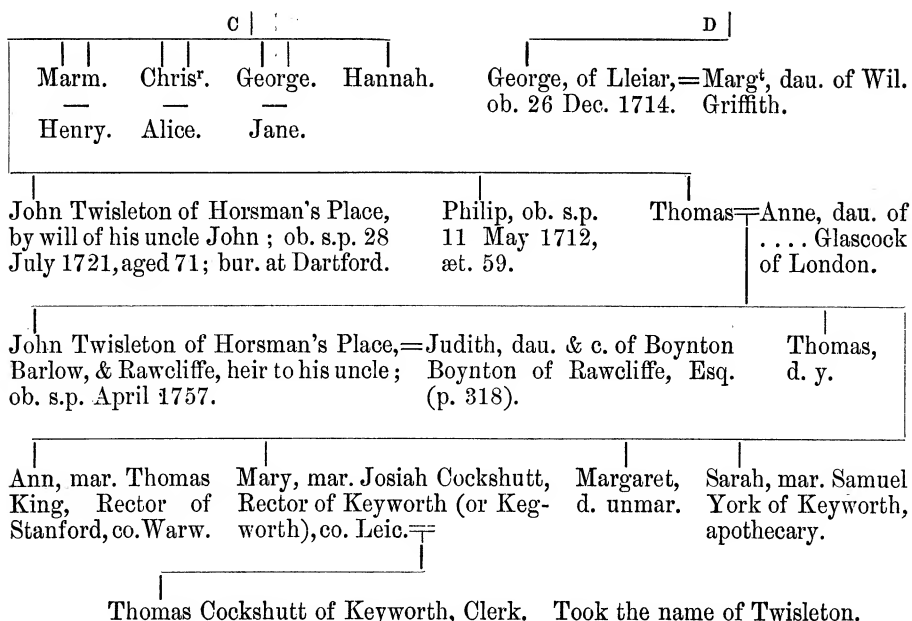 C D
Marm. Chrisr. George. Hannah.
Henry. Alice. Jane.
George, of Lleiar,=Margt, dau. of Wil.
ob. 26 Dec. 1714. Griffith.
John Twisleton of Horsman's Place,
by will of his uncle John ; ob. s.p. 28
July 1721, aged 71; bur. at Dartford.
Philip, ob. s.p.
11 May 1712,
æt. 59.
Thomas=Anne, dau. of
.... Glascock
of London.
John Twisleton of Horsman's Place,=Judith, dau. & c. of Boynton
Barlow, & Rawcliffe, heir to his uncle; Boynton of Rawcliffe, Esq.
ob. s.p. April 1757. (p. 318).
Thomas,
d. y.
Ann, mar. Thomas
King, Rector of
Stanford, co. Warw.
Mary, mar. Josiah Cockshutt,
Rector of Keyworth (or Keg-
worth), co. Leic.=
Margaret,
d. unmar.
Sarah, mar. Samuel
York of Keyworth,
apothecary.
Thomas Cockshutt of Keyworth, Clerk. Took the name of Twisleton.